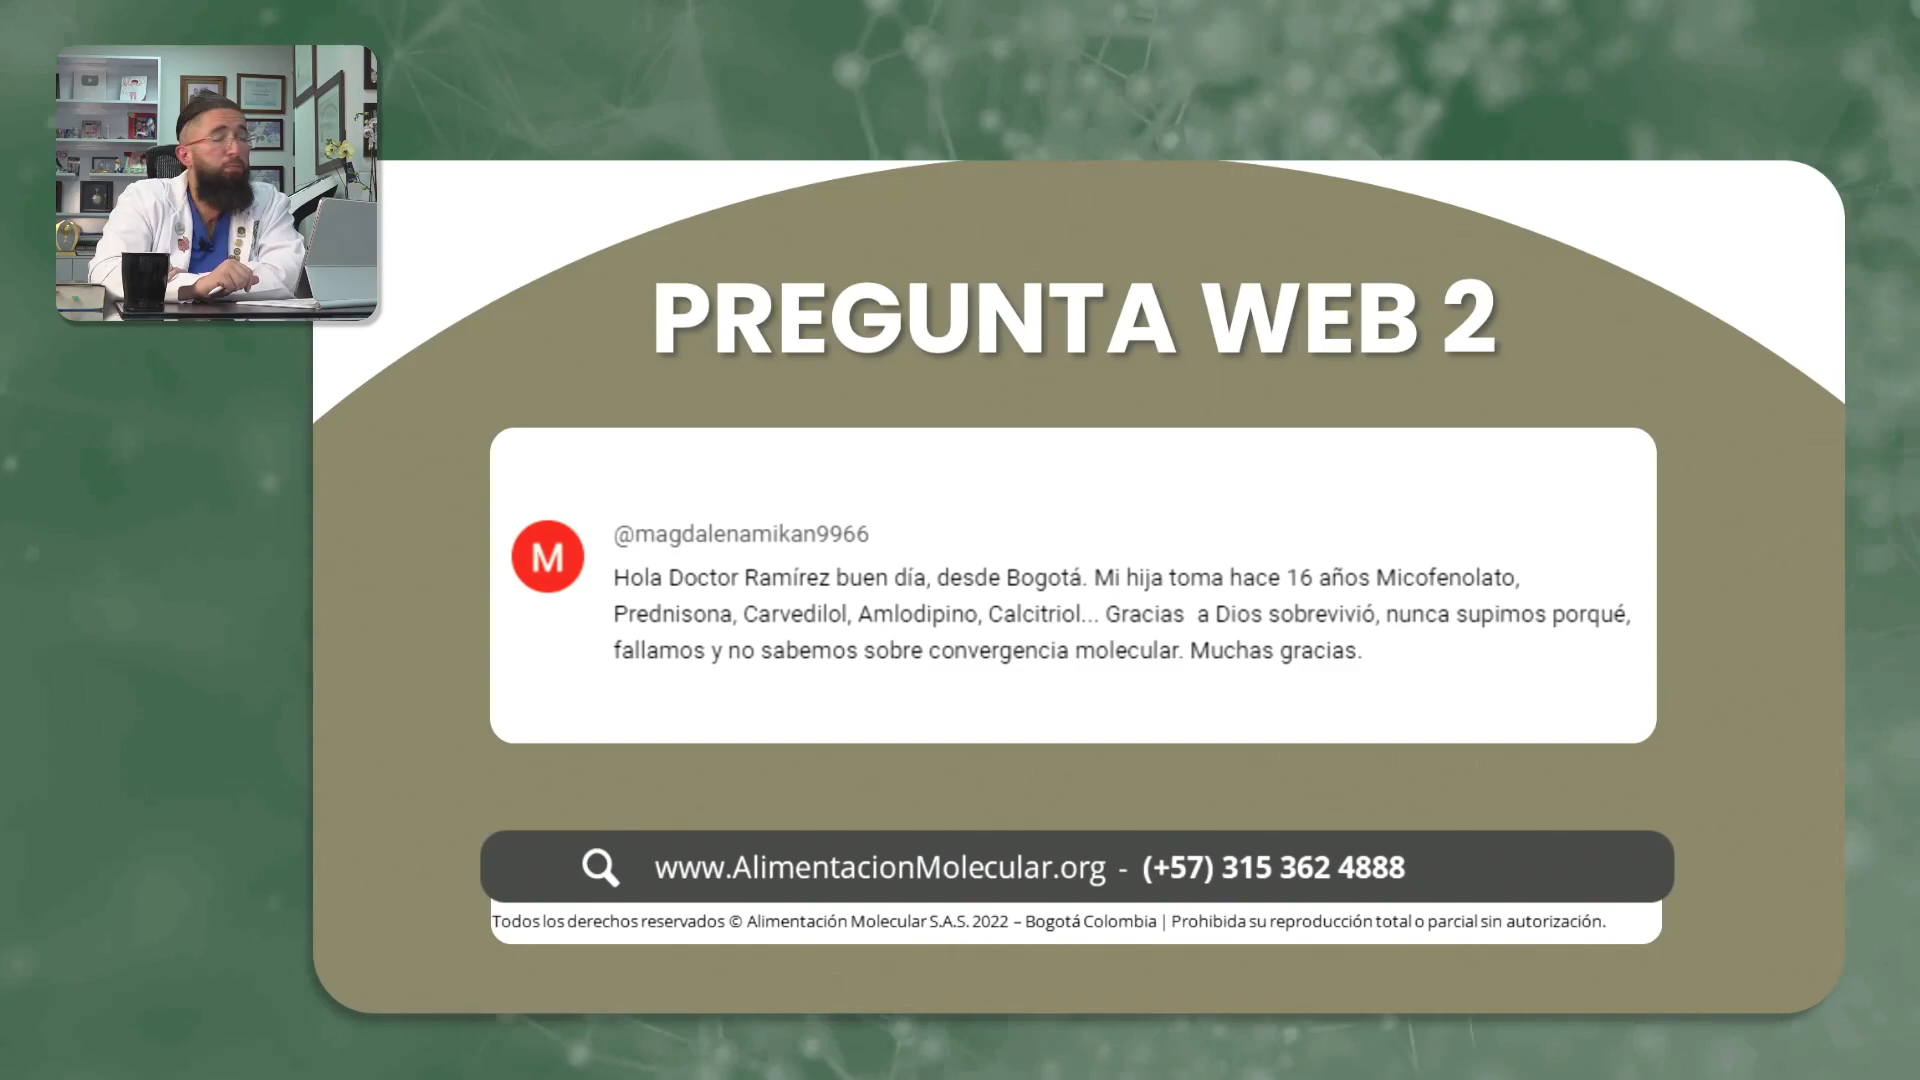 PREGUNTA WEB 2
M
@magdalenamikan9966
Hola Doctor Ramírez buen día, desde Bogotá. Mi hija toma hace 16 años Micofenolato,
Prednisona, Carvedilol, Amlodipino, Calcitriol... Gracias  a Dios sobrevivió, nunca supimos porqué,
fallamos y no sabemos sobre convergencia molecular. Muchas gracias.
www.AlimentacionMolecular.org - (+57) 315 362 4888
Todos los derechos reservados © Alimentación Molecular S.A.S. 2022 – Bogotá Colombia | Prohibida su reproducción total o parcial sin autorización.